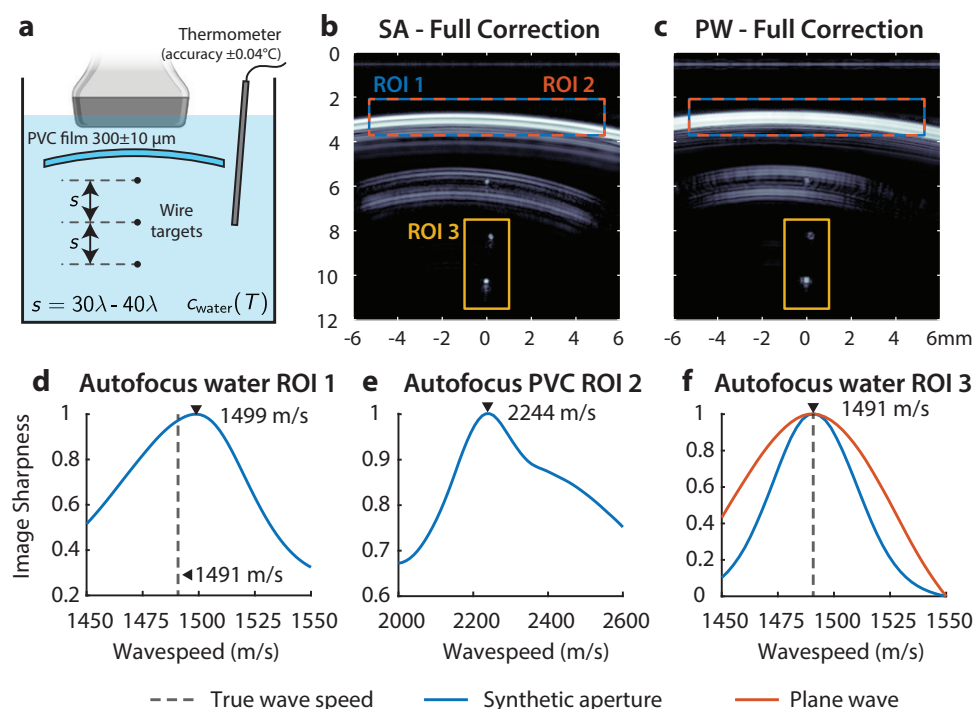 a
Thermometer
(accuracy ±0.04°C)
PVC film 300±10 μm
s
s
Wire
targets
s = 30λ - 40λ
c_water(T)
b SA - Full Correction
0
2
4
6
8
10
12
ROI 1
ROI 2
ROI 3
-6 -4 -2 0 2 4 6
c PW - Full Correction
-6 -4 -2 0 2 4 6mm
d Autofocus water ROI 1
Image Sharpness
1
0.8
0.6
0.4
0.2
1499 m/s
1491 m/s
1450 1475 1500 1525 1550
Wavespeed (m/s)
e Autofocus PVC ROI 2
1
0.9
0.8
0.7
0.6
2244 m/s
2000 2200 2400 2600
Wavespeed (m/s)
f Autofocus water ROI 3
1
0.8
0.6
0.4
0.2
0
1491 m/s
1450 1475 1500 1525 1550
Wavespeed (m/s)
True wave speed Synthetic aperture Plane wave